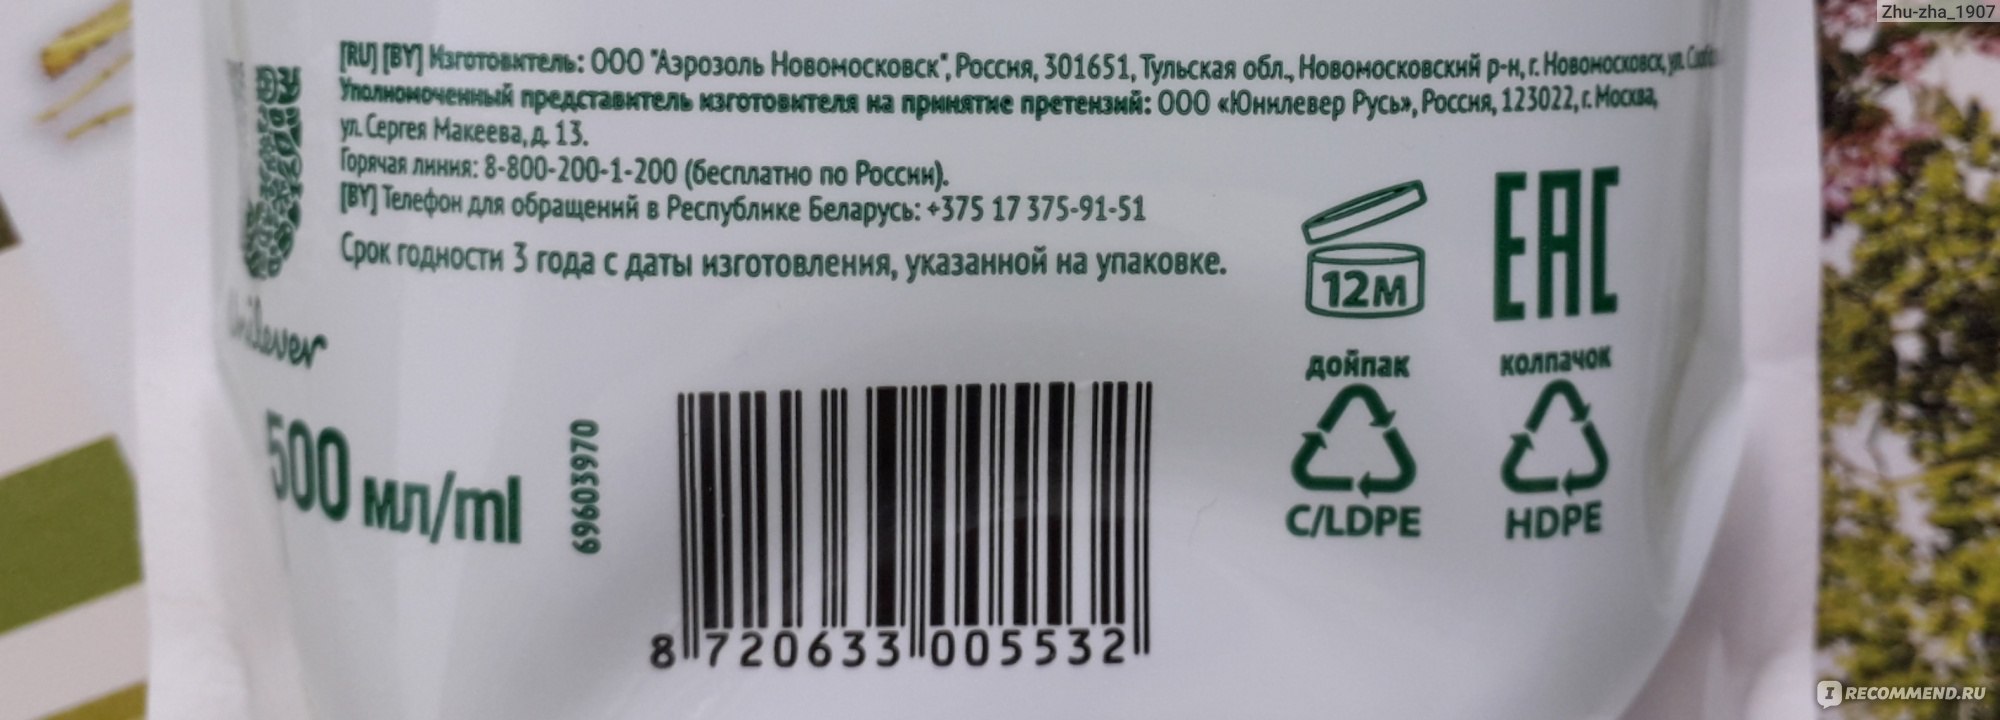 Zhu-zha_1907
[RU] [BY] Изготовитель: ООО "Аэрозоль Новомосковск", Россия, 301651, Тульская обл., Новомосковский р-н, г. Новомосковск, ул.
Уполномоченный представитель изготовителя на принятие претензий: ООО «Юнилевер Русь», Россия, 123022, г. Москва,
ул. Сергея Макеева, д. 13.
Горячая линия: 8-800-200-1-200 (бесплатно по России).
[BY] Телефон для обращений в Республике Беларусь: +375 17 375-91-51
Срок годности 3 года с даты изготовления, указанной на упаковке.
12М
EAC
Unilever
дойпак
колпачок
500 мл/ml
69603970
C/LDPE
HDPE
8 720633 005532
IRECOMMEND.RU